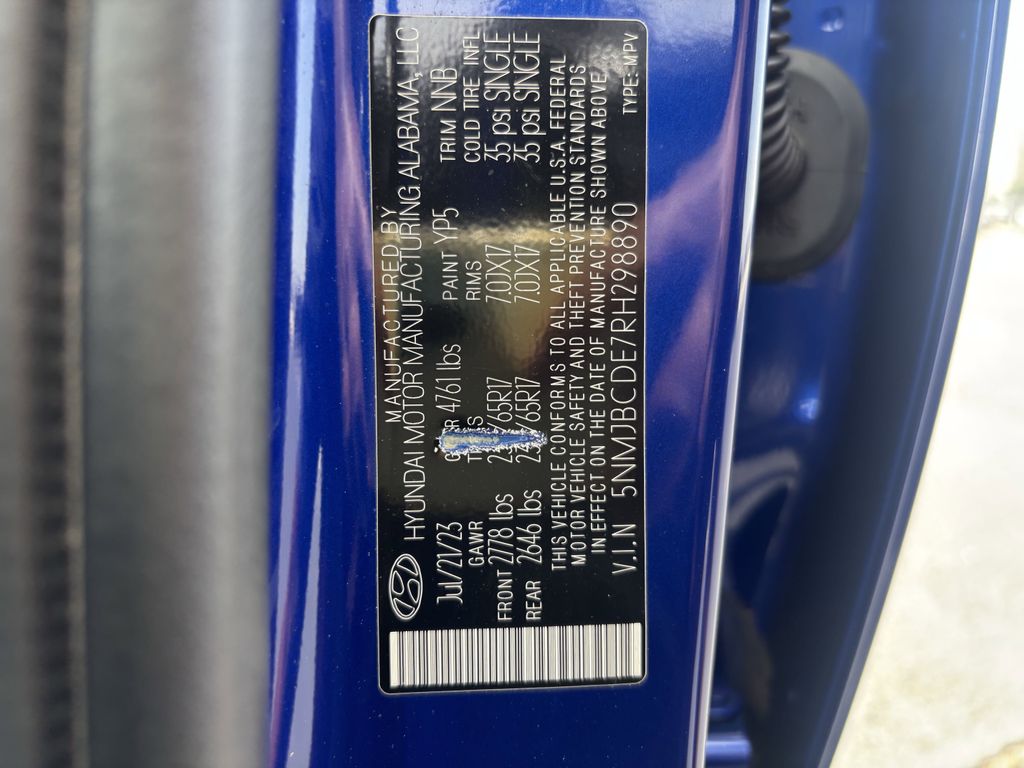 MANUFACTURED BY
HYUNDAI MOTOR MANUFACTURING ALABAMA, LLC
Jul/21/23 4761 lbs PAINT YP5 TRIM NNB
GAWR RIMS COLD TIRE INFL
FRONT 2778 lbs 65R17 7.0JX17 35 psi SINGLE
REAR 2646 lbs 65R17 7.0JX17 35 psi SINGLE
THIS VEHICLE CONFORMS TO ALL APPLICABLE U.S.A. FEDERAL
MOTOR VEHICLE SAFETY AND THEFT PREVENTION STANDARDS
IN EFFECT ON THE DATE OF MANUFACTURE SHOWN ABOVE.
V.I.N 5NMJBCDE7RH298890 TYPE: MPV